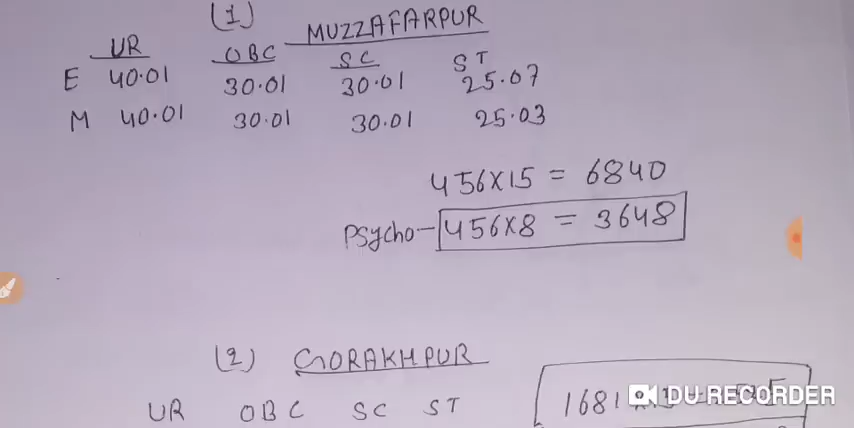 (1) MUZZAFARPUR
UR OBC SC ST
E 40.01 30.01 30.01 25.07
M 40.01 30.01 30.01 25.03
456x15 = 6840
Psycho- 456x8 = 3648
(2) GORAKHPUR
UR OBC SC ST
1681
DU RECORDER